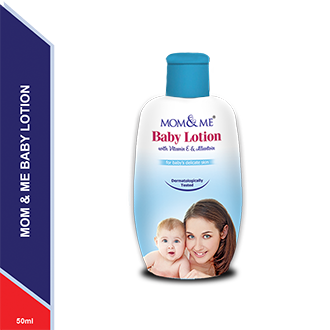 MOM & ME BABY LOTION
50ml
MOM & ME®
Baby Lotion
with Vitamin E & Allantoin
for baby's delicate skin
Dermatologically
Tested